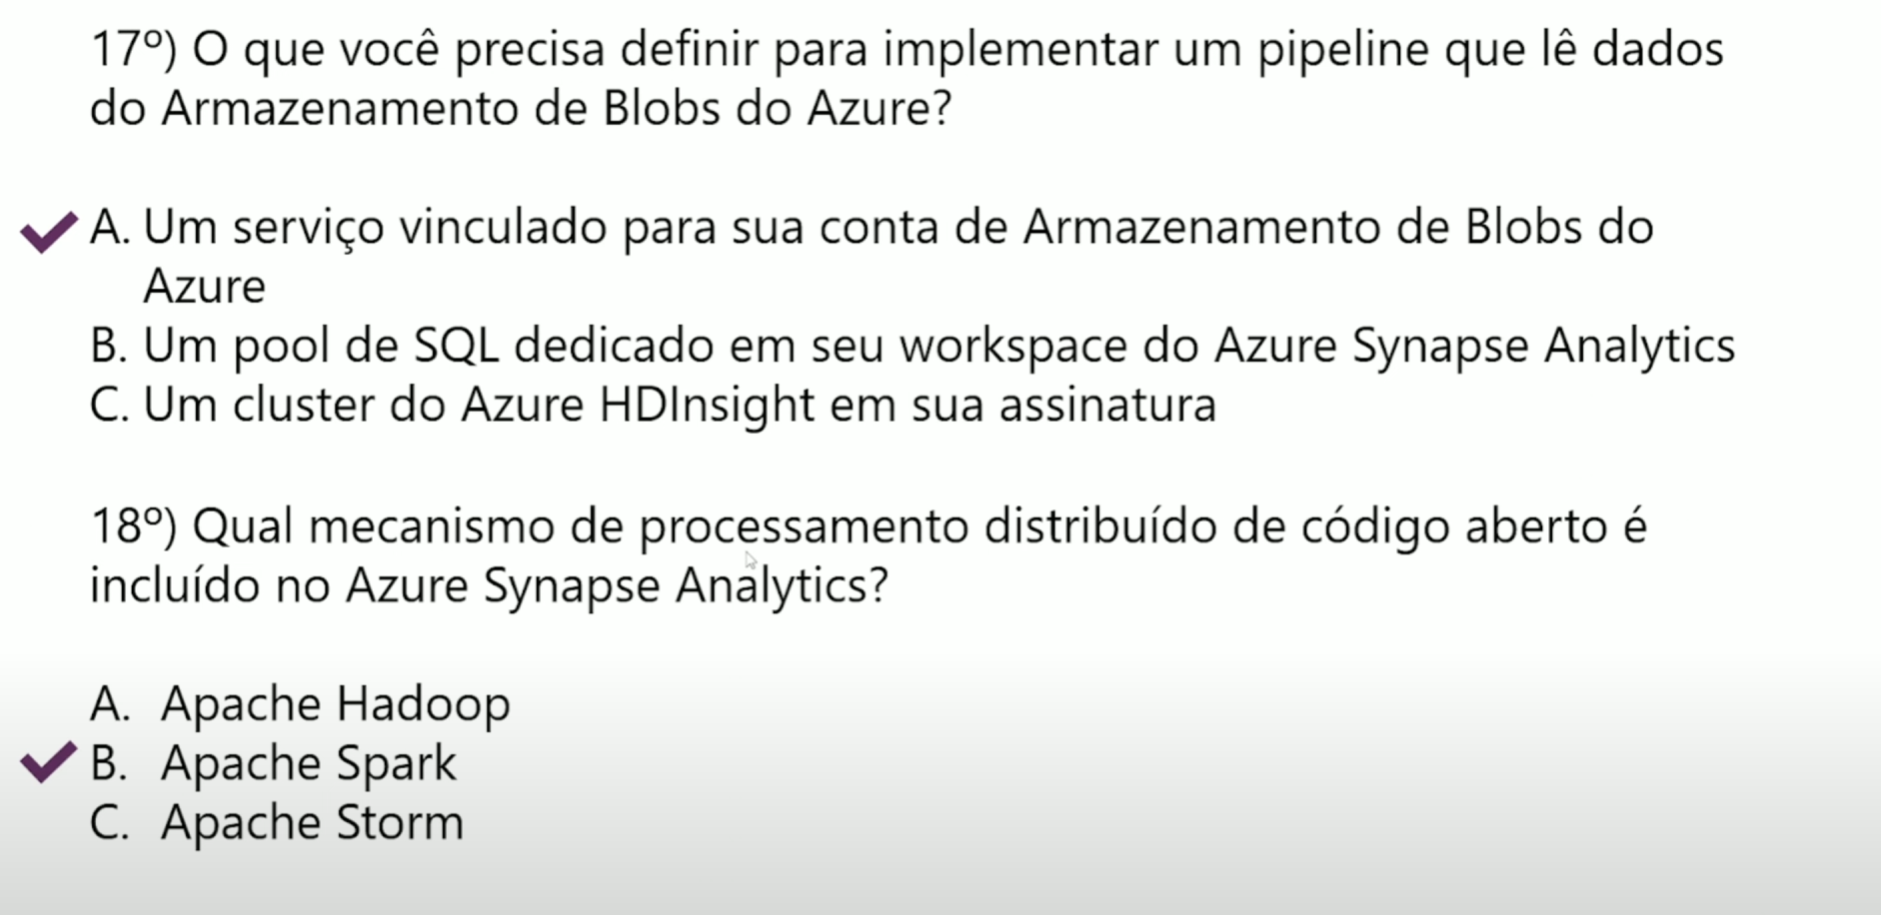 17º) O que você precisa definir para implementar um pipeline que lê dados
do Armazenamento de Blobs do Azure?
A. Um serviço vinculado para sua conta de Armazenamento de Blobs do
Azure
B. Um pool de SQL dedicado em seu workspace do Azure Synapse Analytics
C. Um cluster do Azure HDInsight em sua assinatura
18º) Qual mecanismo de processamento distribuído de código aberto é
incluído no Azure Synapse Analytics?
A. Apache Hadoop
B. Apache Spark
C. Apache Storm